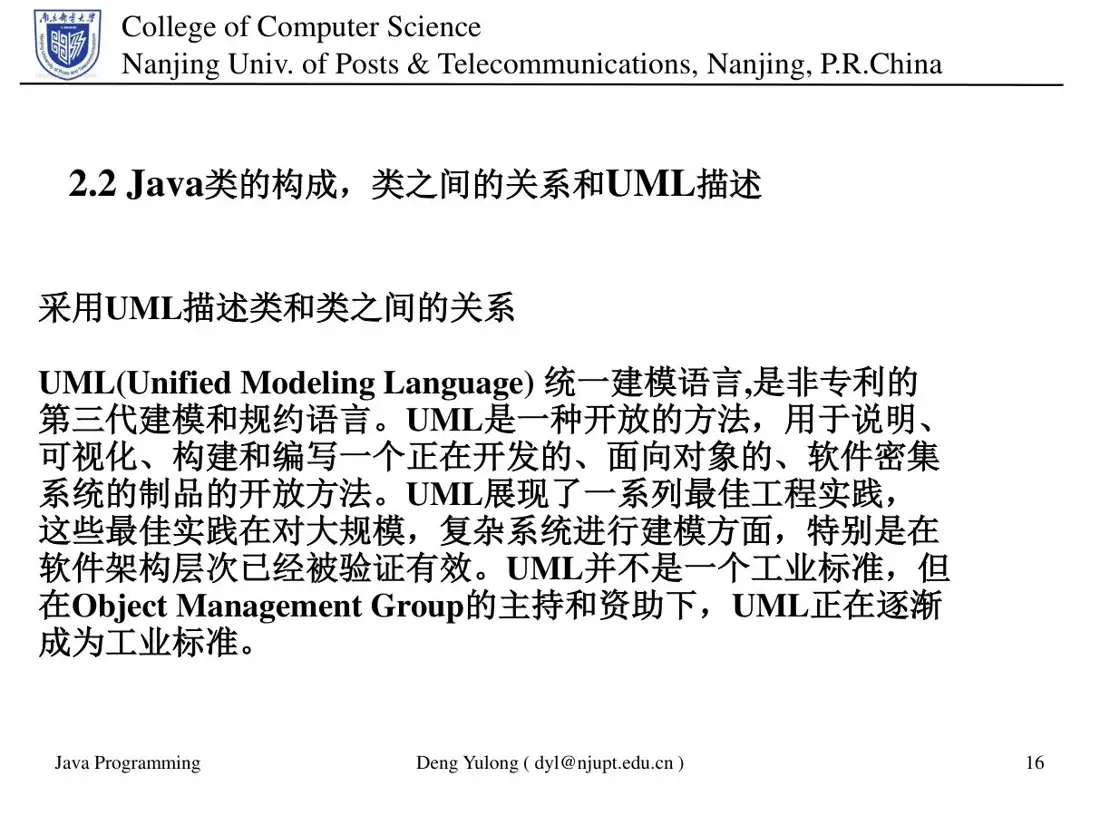 南京邮电大学
College of Computer Science
Nanjing Univ. of Posts & Telecommunications, Nanjing, P.R.China
2.2 Java类的构成，类之间的关系和UML描述
采用UML描述类和类之间的关系
UML(Unified Modeling Language) 统一建模语言,是非专利的
第三代建模和规约语言。UML是一种开放的方法，用于说明、
可视化、构建和编写一个正在开发的、面向对象的、软件密集
系统的制品的开放方法。UML展现了一系列最佳工程实践，
这些最佳实践在对大规模，复杂系统进行建模方面，特别是在
软件架构层次已经被验证有效。UML并不是一个工业标准，但
在Object Management Group的主持和资助下，UML正在逐渐
成为工业标准。
Java Programming
Deng Yulong ( dyl@njupt.edu.cn )
16